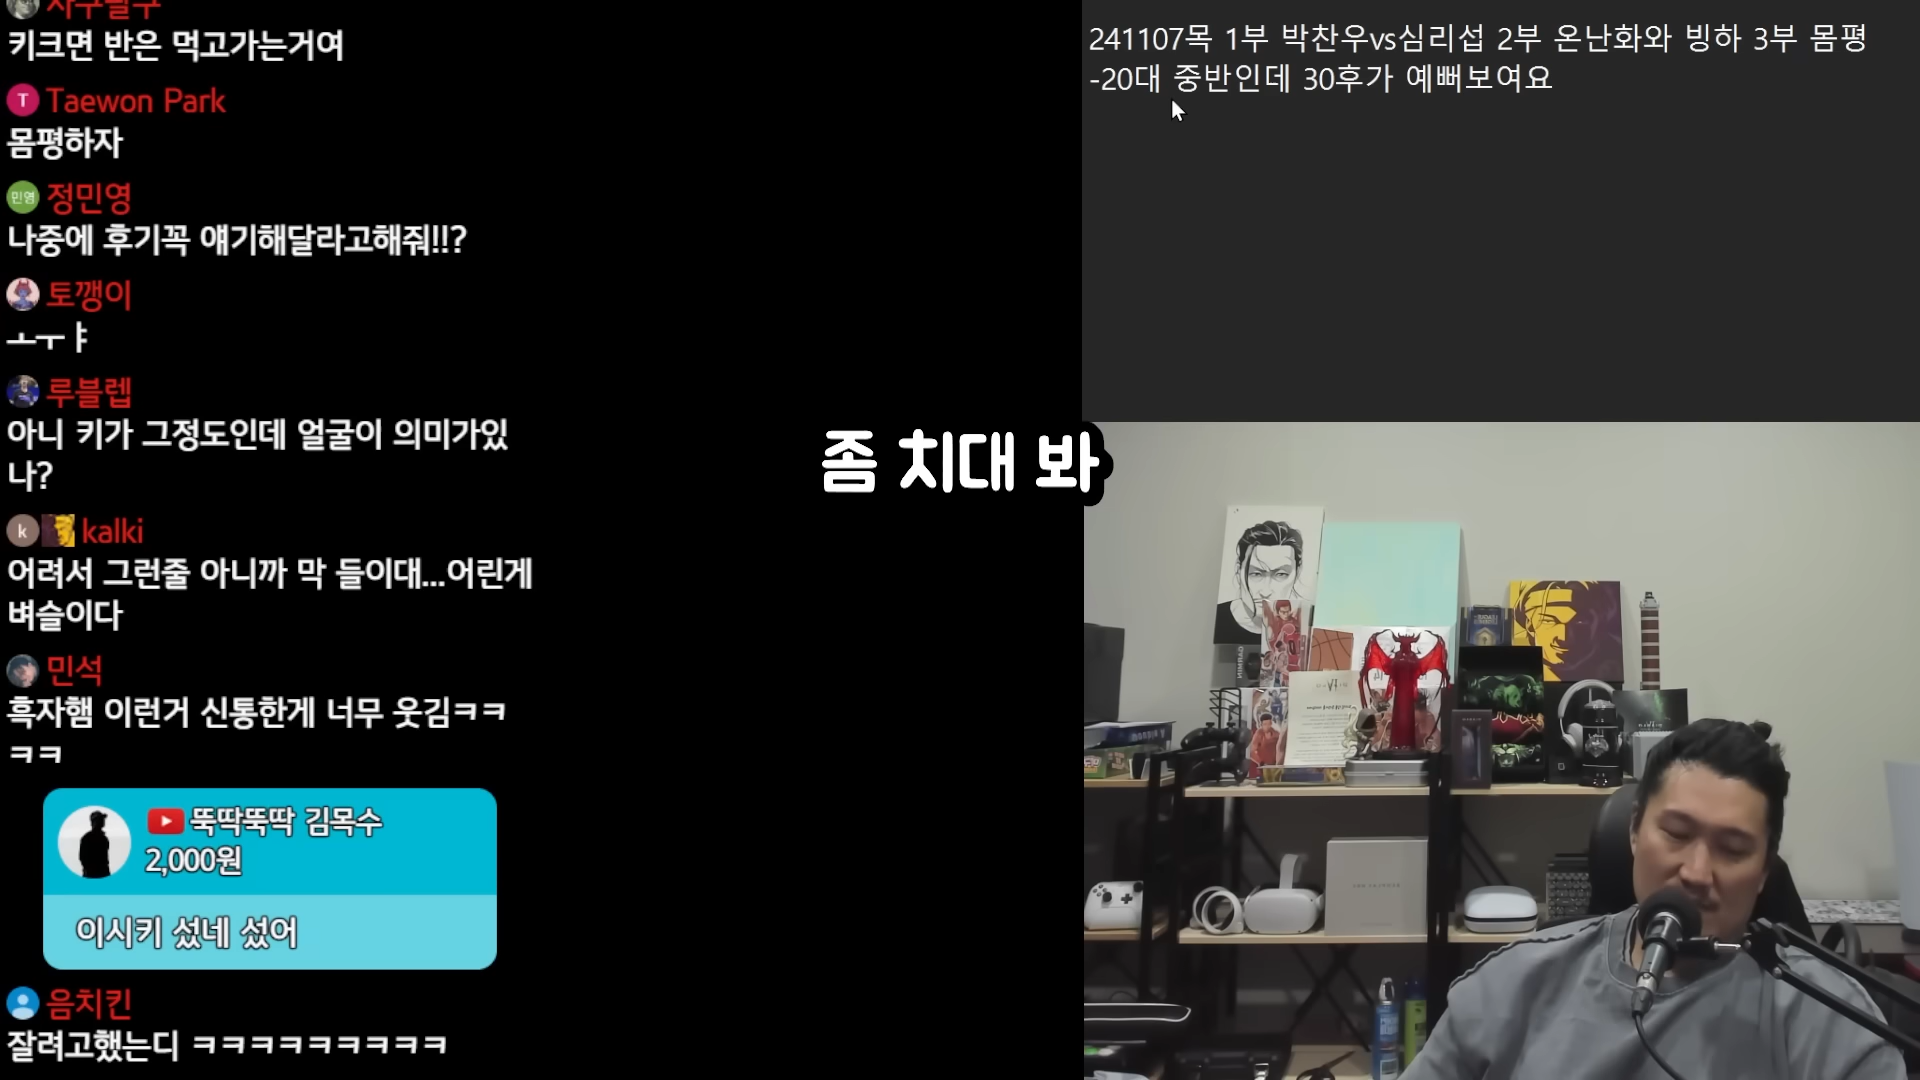 키크면 반은 먹고가는거여
T Taewon Park
몸평하자
민영 정민영
나중에 후기꼭 얘기해달라고해줘!!?
토깽이
ㅗㅜㅑ
루블렙
아니 키가 그정도인데 얼굴이 의미가있
나?
k kalki
어려서 그런줄 아니까 막 들이대...어린게
벼슬이다
민석
흑자햄 이런거 신통한게 너무 웃김ㅋㅋ
ㅋㅋ
뚝딱뚝딱 김목수
2,000원
이시키 섰네 섰어
음치킨
잘려고했는디 ㅋㅋㅋㅋㅋㅋㅋㅋㅋ
좀 치대 봐
241107목 1부 박찬우vs심리섭 2부 온난화와 빙하 3부 몸평
-20대 중반인데 30후가 예뻐보여요